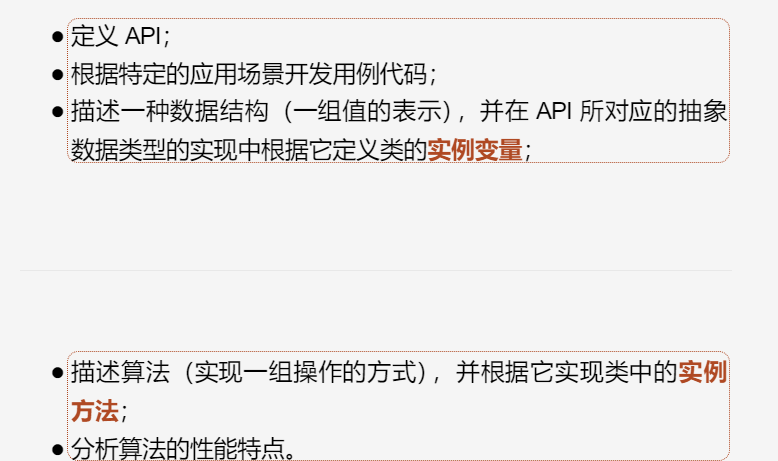 ● 定义 API；
● 根据特定的应用场景开发用例代码；
● 描述一种数据结构（一组值的表示），并在 API 所对应的抽象
数据类型的实现中根据它定义类的实例变量；
● 描述算法（实现一组操作的方式），并根据它实现类中的实例
方法；
● 分析算法的性能特点。